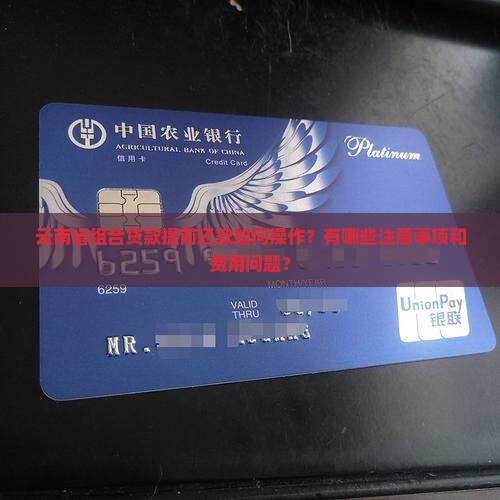 中国农业银行
AGRICULTURAL BANK OF CHINA
信用卡
Credit Card
Platinum
云南省组合贷款提前还款如何操作？有哪些注意事项和
费用问题？
6259
6259
MONTH/YEAR
VALID
THRU
UnionPay
银联
MR.